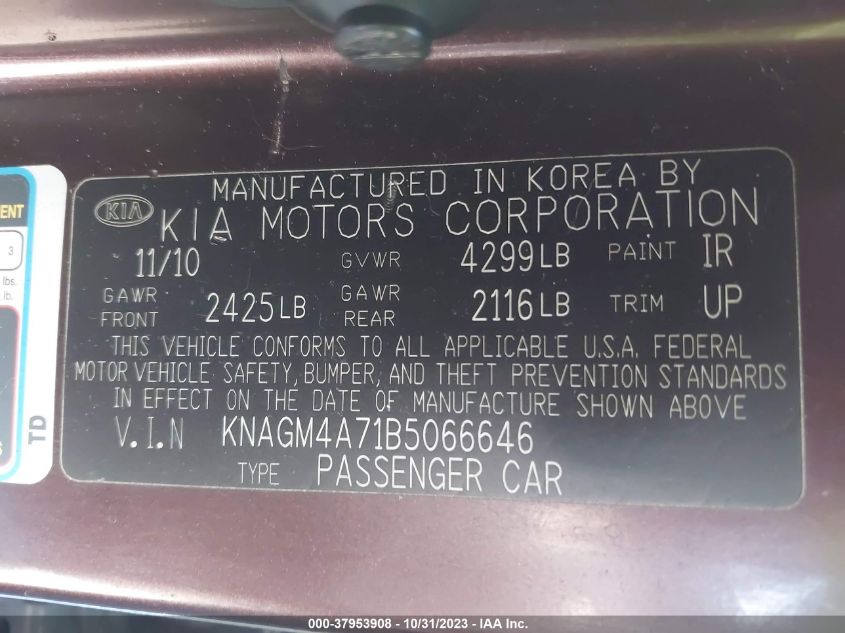 MANUFACTURED IN KOREA BY
KIA KIA MOTORS CORPORATION
11/10 GVWR 4299LB PAINT IR
GAWR FRONT 2425LB GAWR REAR 2116LB TRIM UP
THIS VEHICLE CONFORMS TO ALL APPLICABLE U.S.A. FEDERAL
MOTOR VEHICLE SAFETY, BUMPER, AND THEFT PREVENTION STANDARDS
IN EFFECT ON THE DATE OF MANUFACTURE SHOWN ABOVE
V.I.N KNAGM4A71B5066646
TYPE PASSENGER CAR
3
lbs.
lb.
TD
000-37953908 - 10/31/2023 - IAA Inc.